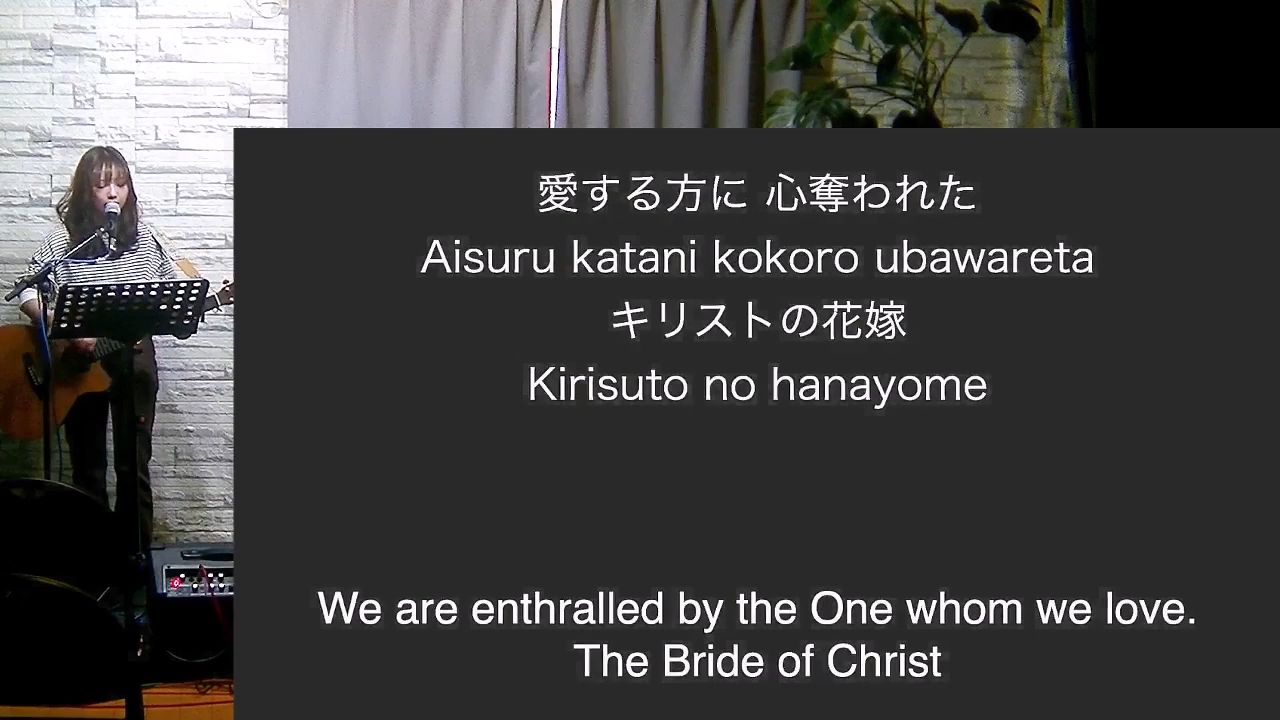 愛する方に 心奪われた
Aisuru katani kokoro ubawareta
キリストの花嫁
Kirisuto no hanayome
We are enthralled by the One whom we love.
The Bride of Christ